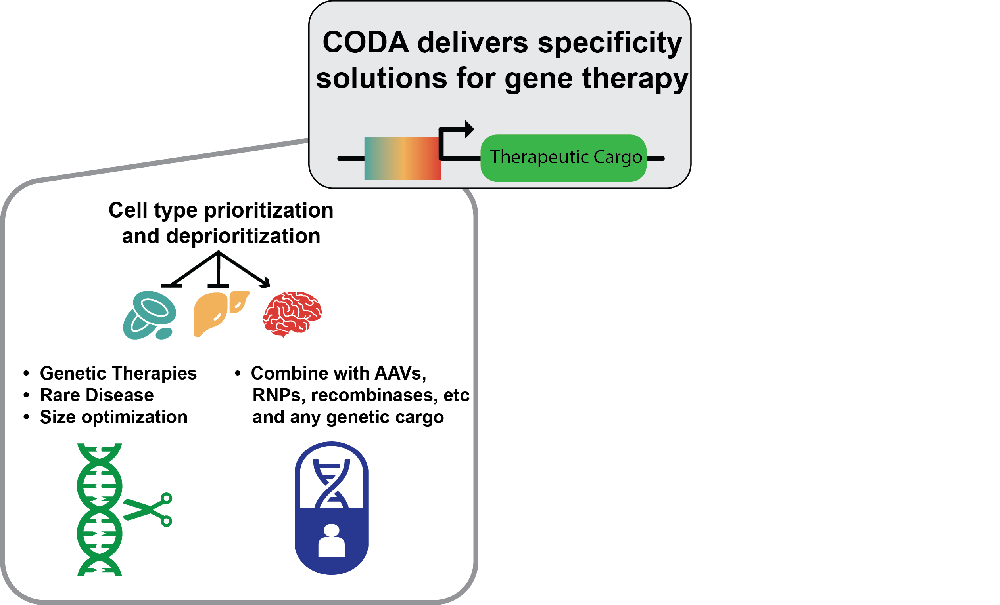 CODA delivers specificity
solutions for gene therapy
Therapeutic Cargo
Cell type prioritization
and deprioritization
• Genetic Therapies
• Rare Disease
• Size optimization
• Combine with AAVs,
RNPs, recombinases, etc
and any genetic cargo